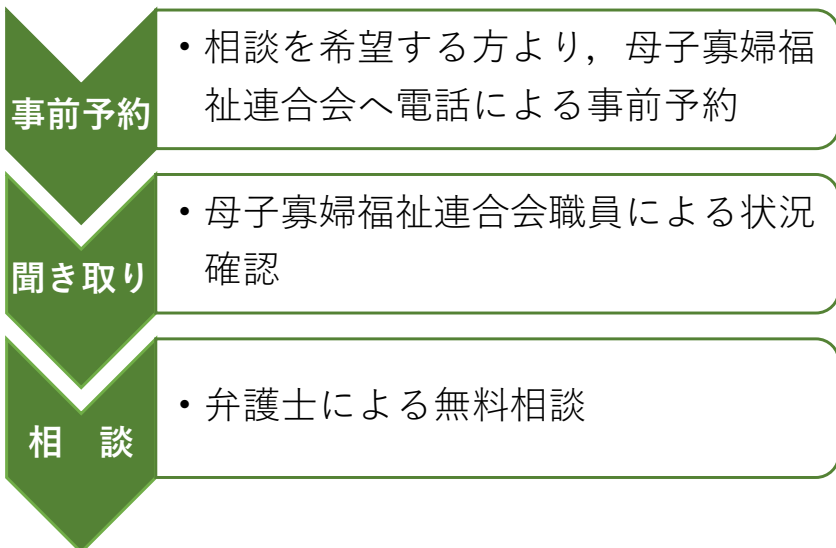 事前予約
・相談を希望する方より，母子寡婦福
祉連合会へ電話による事前予約
聞き取り
・母子寡婦福祉連合会職員による状況
確認
相　談
・弁護士による無料相談